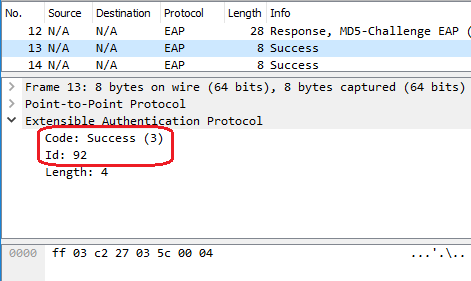 No. Source Destination Protocol Length Info
12 N/A N/A EAP 28 Response, MD5-Challenge EAP (
13 N/A N/A EAP 8 Success
14 N/A N/A EAP 8 Success
Frame 13: 8 bytes on wire (64 bits), 8 bytes captured (64 bits)
Point-to-Point Protocol
Extensible Authentication Protocol
Code: Success (3)
Id: 92
Length: 4
0000 ff 03 c2 27 03 5c 00 04 ...'.\..